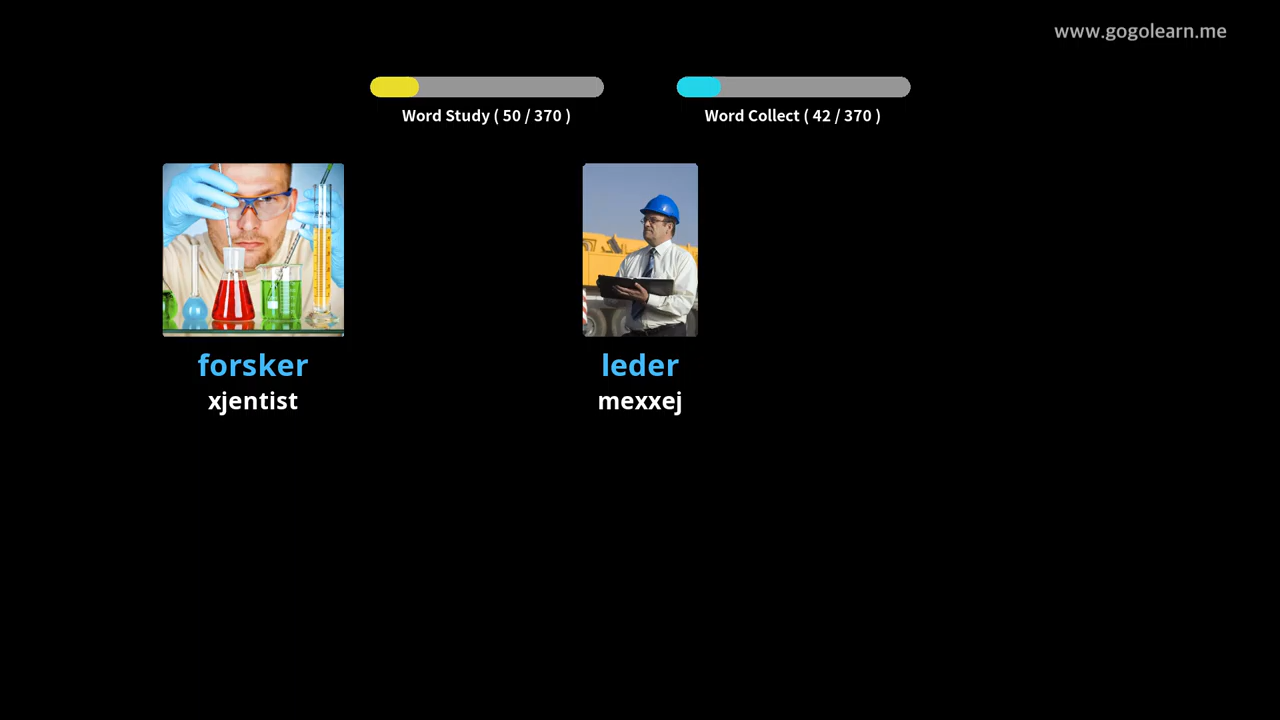 www.gogolearn.me
Word Study ( 50 / 370 )
Word Collect ( 42 / 370 )
forsker
xjentist
leder
mexxej